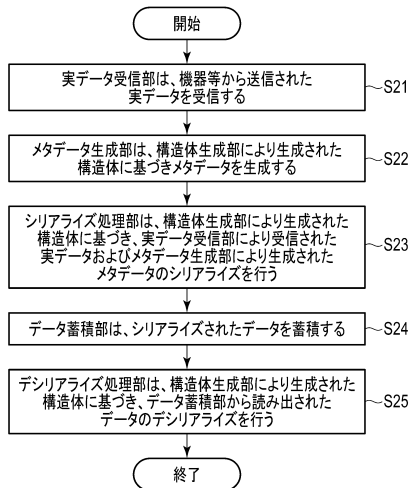 開始
実データ受信部は、機器等から送信された
実データを受信する
S21
メタデータ生成部は、構造体生成部により生成された
構造体に基づきメタデータを生成する
S22
シリアライズ処理部は、構造体生成部により生成された
構造体に基づき、実データ受信部により受信された
実データおよびメタデータ生成部により生成された
メタデータのシリアライズを行う
S23
データ蓄積部は、シリアライズされたデータを蓄積する
S24
デシリアライズ処理部は、構造体生成部により生成された
構造体に基づき、データ蓄積部から読み出された
データのデシリアライズを行う
S25
終了